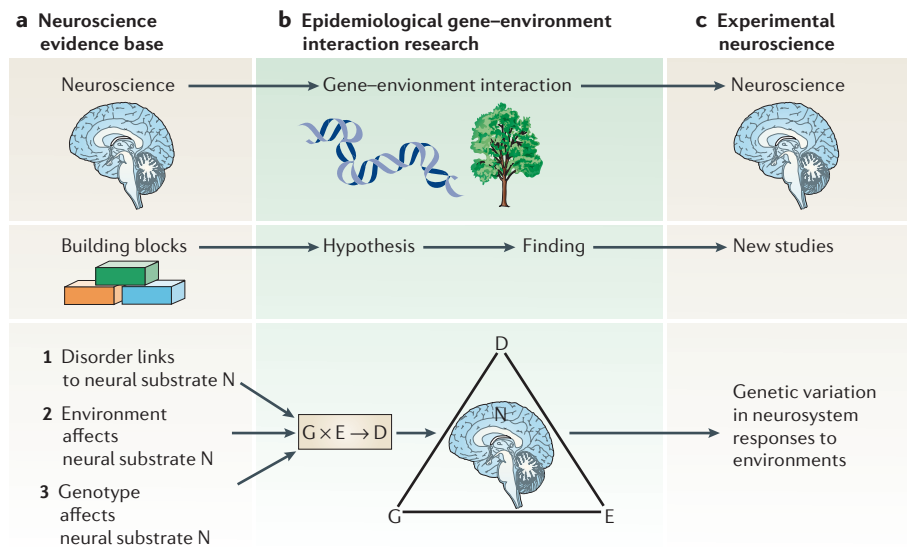 a Neuroscience
evidence base
b Epidemiological gene–environment
interaction research
c Experimental
neuroscience
Neuroscience
Gene–envionment interaction
Neuroscience
Building blocks
Hypothesis
Finding
New studies
1 Disorder links
to neural substrate N
2 Environment
affects
neural substrate N
3 Genotype
affects
neural substrate N
G × E → D
D
N
G
E
Genetic variation
in neurosystem
responses to
environments